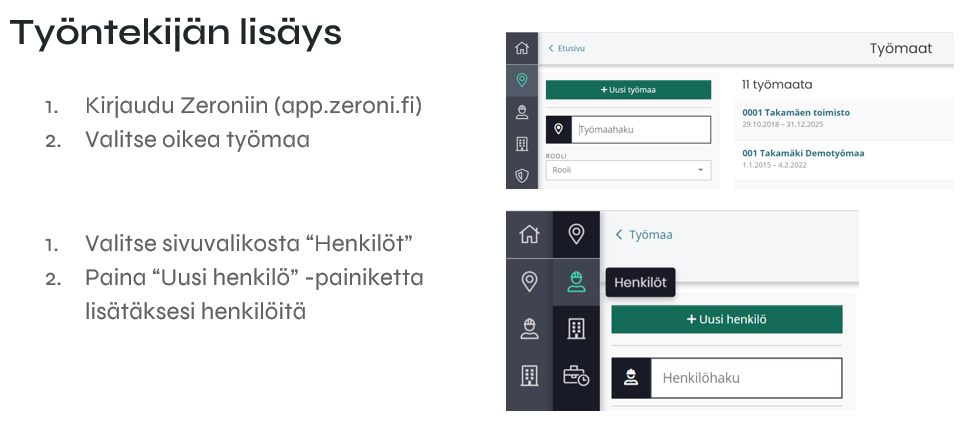 Työntekijän lisäys
1. Kirjaudu Zeroniin (app.zeroni.fi)
2. Valitse oikea työmaa
1. Valitse sivuvalikosta “Henkilöt”
2. Paina “Uusi henkilö” -painiketta
lisätäksesi henkilöitä
Etusivu
Työmaat
+ Uusi työmaa
Työmaahaku
ROOLI
Rooli
11 työmaata
0001 Takamäen toimisto
29.10.2018 – 31.12.2025
001 Takamäki Demotyömaa
1.1.2015 – 4.2.2022
Työmaa
Henkilöt
+ Uusi henkilö
Henkilöhaku